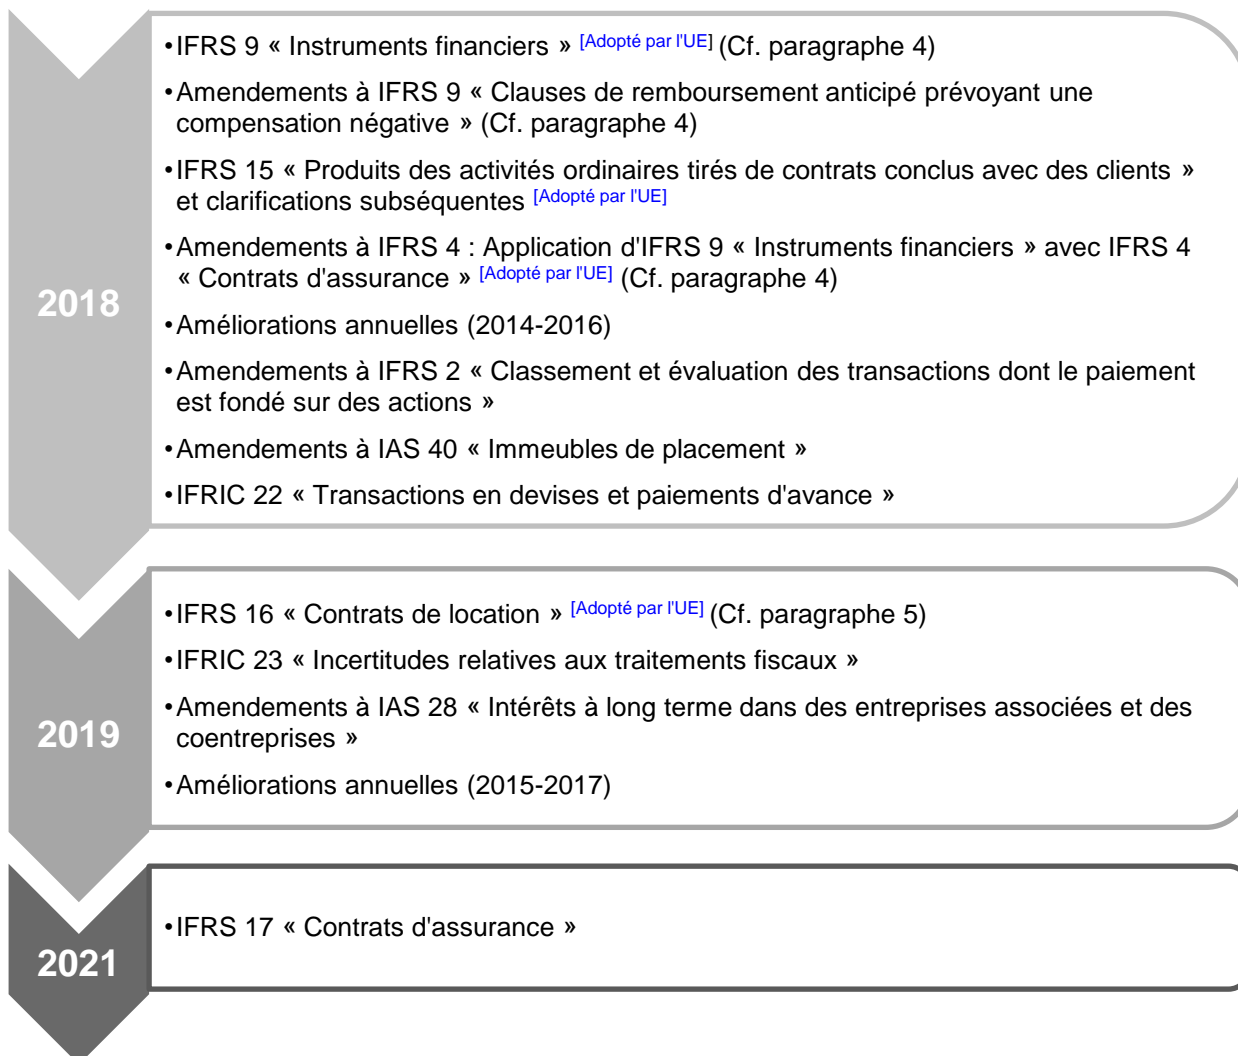 2018
•IFRS 9 « Instruments financiers » [Adopté par l'UE] (Cf. paragraphe 4)
•Amendements à IFRS 9 « Clauses de remboursement anticipé prévoyant une
compensation négative » (Cf. paragraphe 4)
•IFRS 15 « Produits des activités ordinaires tirés de contrats conclus avec des clients »
et clarifications subséquentes [Adopté par l'UE]
•Amendements à IFRS 4 : Application d'IFRS 9 « Instruments financiers » avec IFRS 4
« Contrats d'assurance » [Adopté par l'UE] (Cf. paragraphe 4)
•Améliorations annuelles (2014-2016)
•Amendements à IFRS 2 « Classement et évaluation des transactions dont le paiement
est fondé sur des actions »
•Amendements à IAS 40 « Immeubles de placement »
•IFRIC 22 « Transactions en devises et paiements d'avance »
2019
•IFRS 16 « Contrats de location » [Adopté par l'UE] (Cf. paragraphe 5)
•IFRIC 23 « Incertitudes relatives aux traitements fiscaux »
•Amendements à IAS 28 « Intérêts à long terme dans des entreprises associées et des
coentreprises »
•Améliorations annuelles (2015-2017)
2021
•IFRS 17 « Contrats d'assurance »